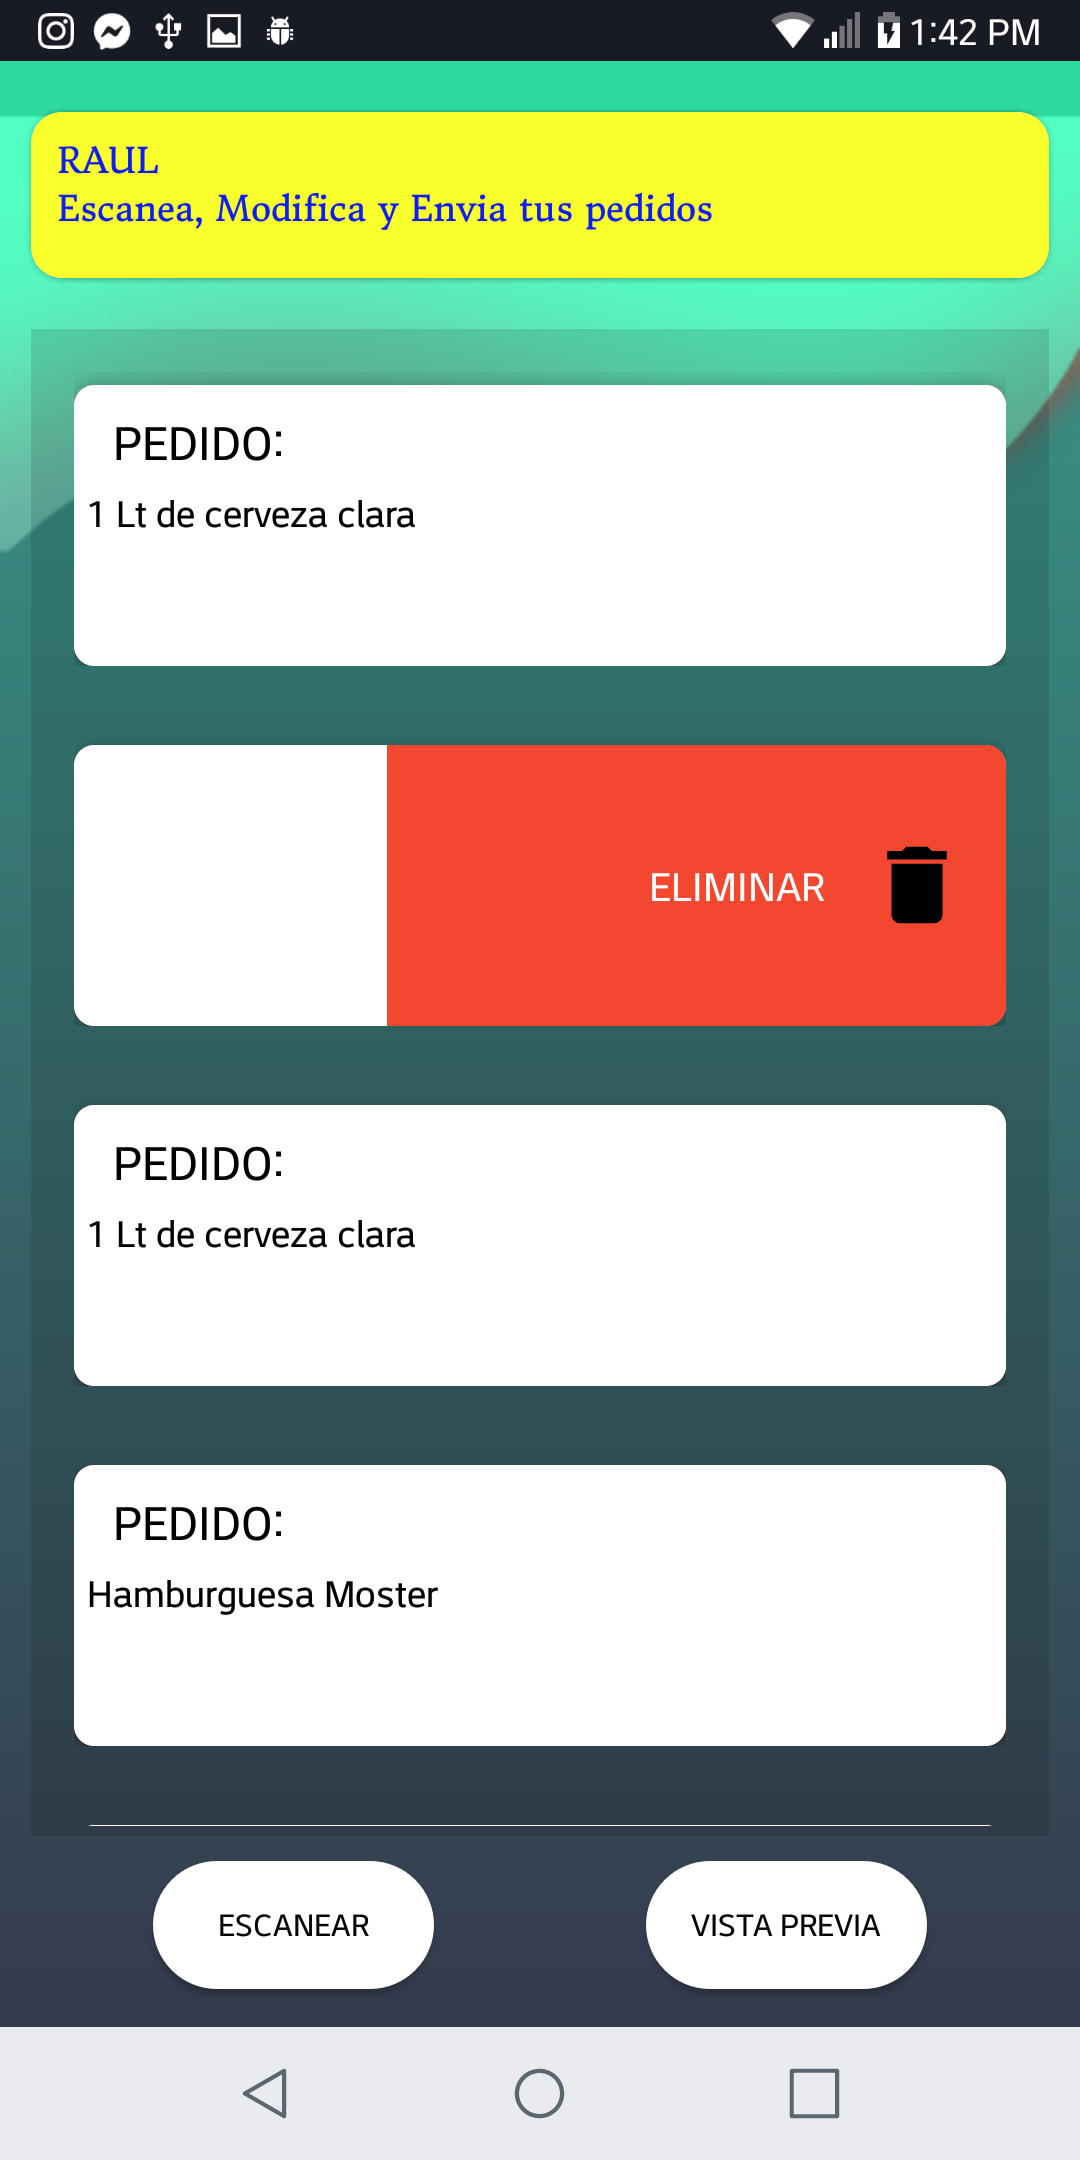 1:42 PM
RAUL
Escanea, Modifica y Envia tus pedidos
PEDIDO:
1 Lt de cerveza clara
ELIMINAR
PEDIDO:
1 Lt de cerveza clara
PEDIDO:
Hamburguesa Moster
ESCANEAR
VISTA PREVIA